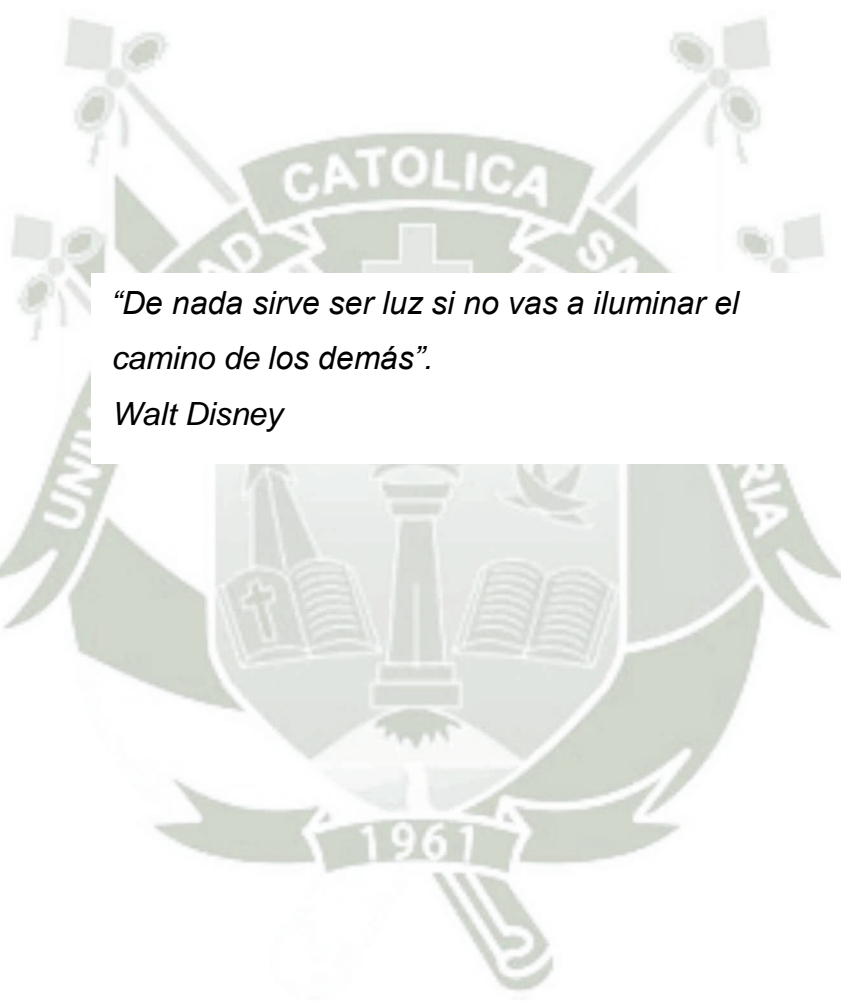 CATOLICA
“De nada sirve ser luz si no vas a iluminar el
camino de los demás”.
Walt Disney
1961